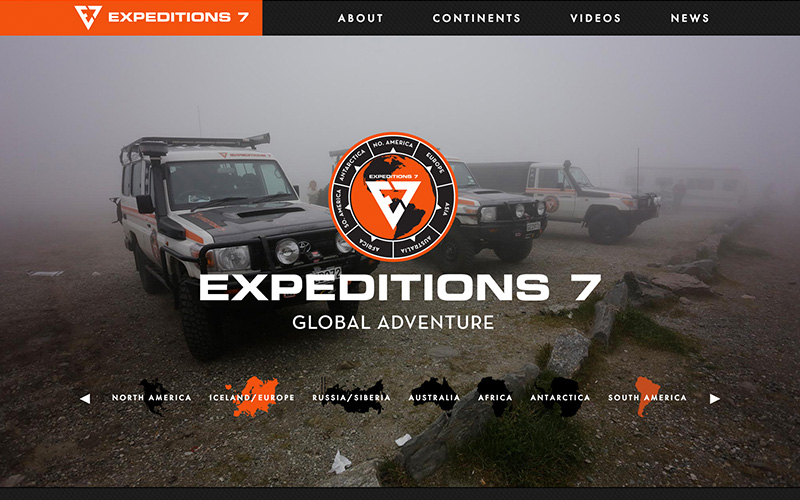 EXPEDITIONS 7
ABOUT
CONTINENTS
VIDEOS
NEWS
NO. AMERICA
EUROPE
ASIA
AUSTRALIA
AFRICA
SO. AMERICA
ANTARCTICA
EXPEDITIONS 7
EXPEDITIONS 7
GLOBAL ADVENTURE
NORTH AMERICA
ICELAND/EUROPE
RUSSIA/SIBERIA
AUSTRALIA
AFRICA
ANTARCTICA
SOUTH AMERICA